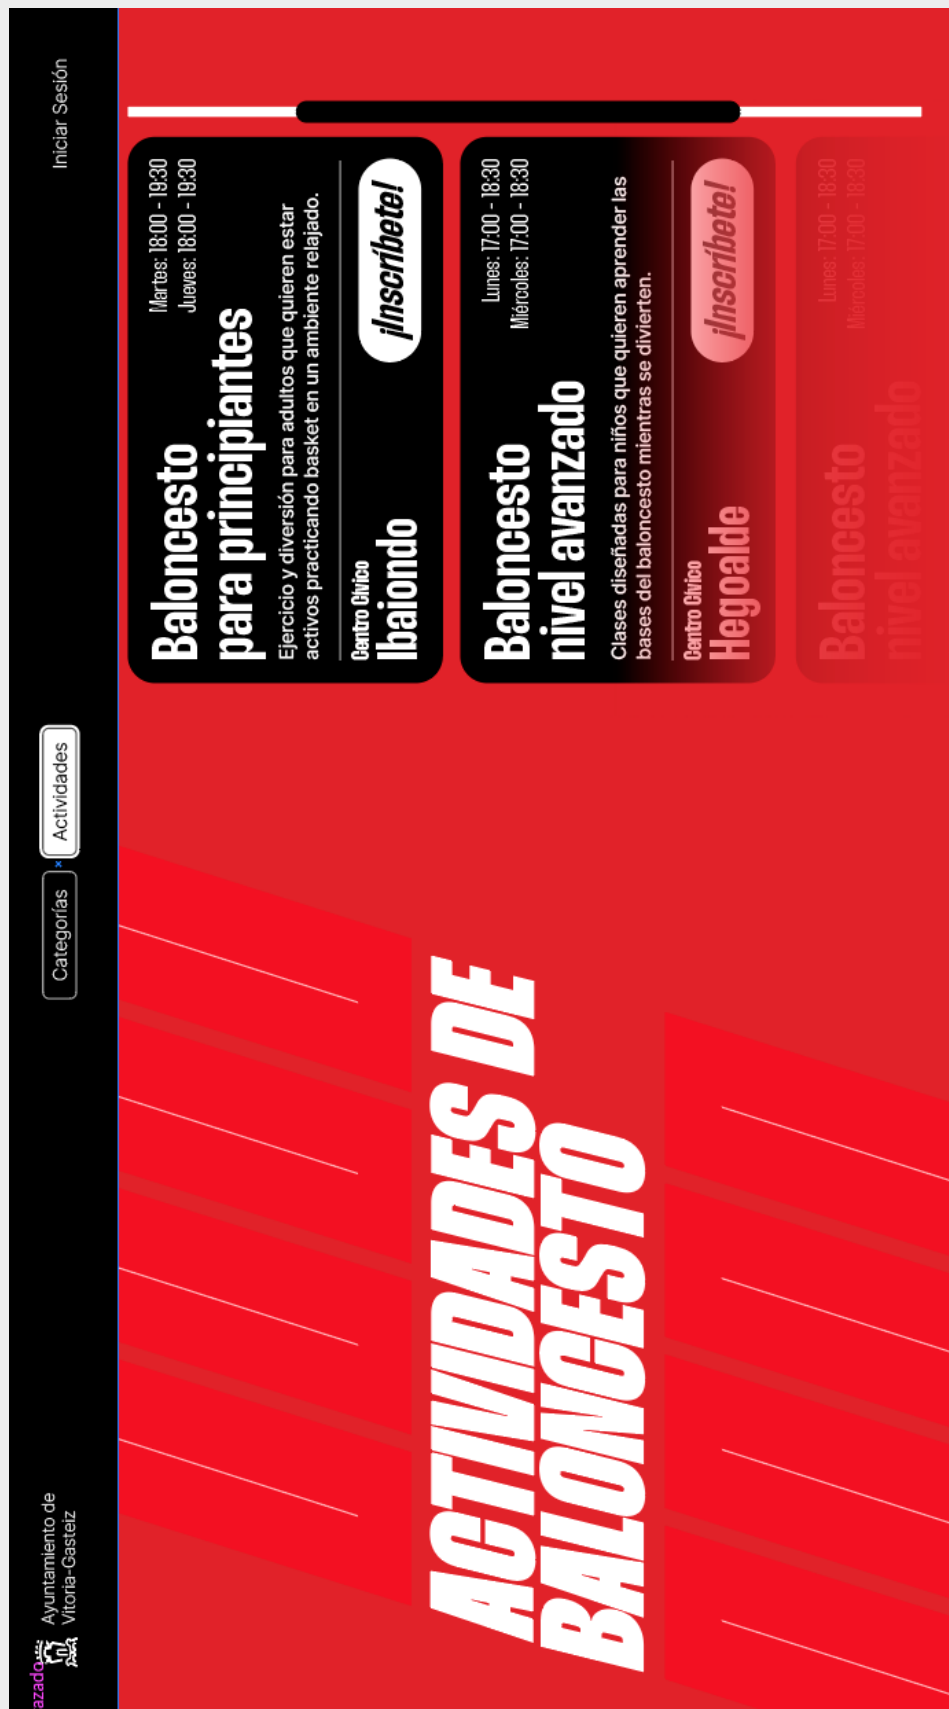 azado
Ayuntamiento de
Vitoria-Gasteiz
Categorías
Actividades
Iniciar Sesión
ACTIVIDADES DE
BALONCESTO
Baloncesto
para principiantes
Martes: 18:00 - 19:30
Jueves: 18:00 - 19:30
Ejercicio y diversión para adultos que quieren estar
activos practicando basket en un ambiente relajado.
Centro Cívico
Ibaiondo
¡Inscríbete!
Baloncesto
nivel avanzado
Lunes: 17:00 - 18:30
Miércoles: 17:00 - 18:30
Clases diseñadas para niños que quieren aprender las
bases del baloncesto mientras se divierten.
Centro Cívico
Hegoalde
¡Inscríbete!
Baloncesto
nivel avanzado
Lunes: 17:00 - 18:30
Miércoles: 17:00 - 18:30